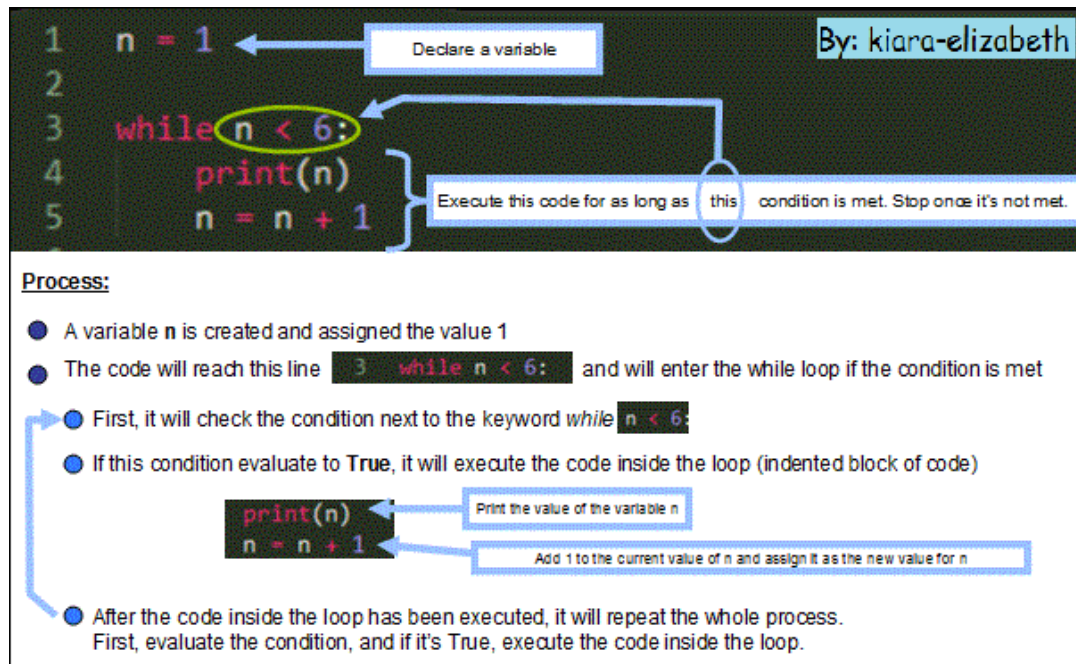 1 n = 1
Declare a variable
By: kiara-elizabeth
2
3 while n < 6:
4 print(n)
5 n = n + 1
Execute this code for as long as this condition is met. Stop once it's not met.
Process:
A variable n is created and assigned the value 1
The code will reach this line 3 while n < 6: and will enter the while loop if the condition is met
First, it will check the condition next to the keyword while n < 6:
If this condition evaluate to True, it will execute the code inside the loop (indented block of code)
print(n)
Print the value of the variable n
n = n + 1
Add 1 to the current value of n and assign it as the new value for n
After the code inside the loop has been executed, it will repeat the whole process.
First, evaluate the condition, and if it's True, execute the code inside the loop.